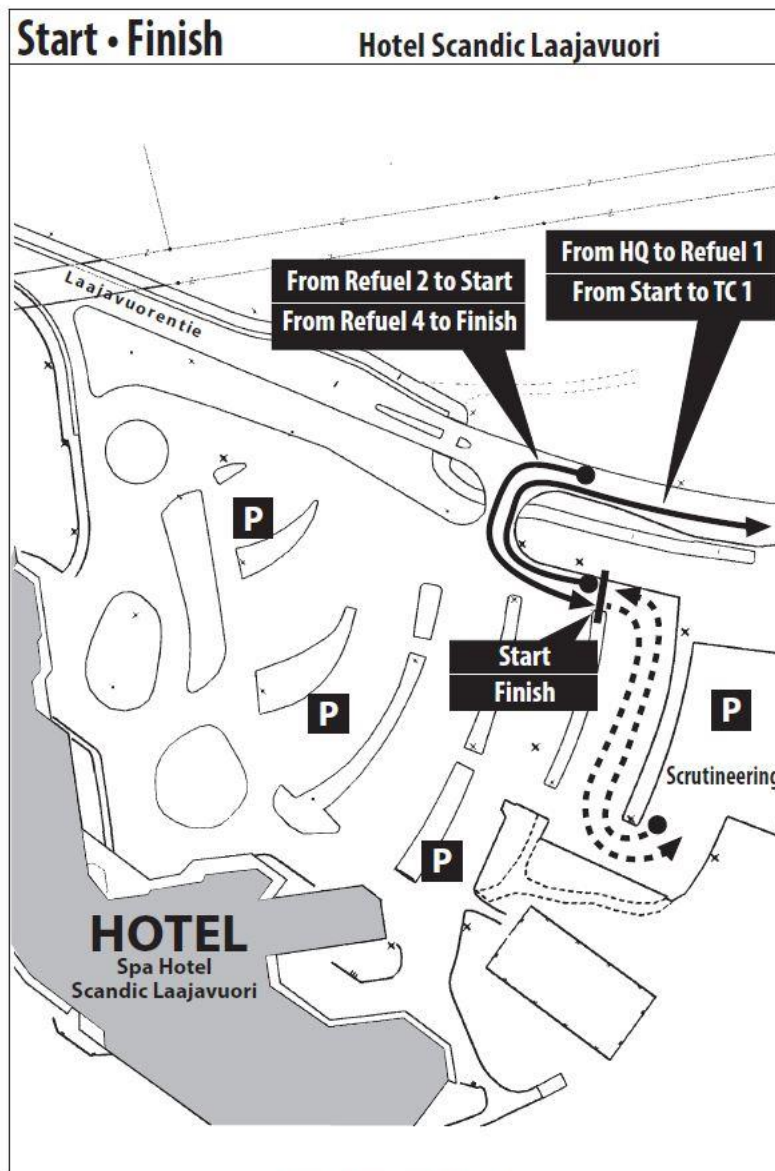 Start • Finish
Hotel Scandic Laajavuori
From HQ to Refuel 1
From Start to TC 1
From Refuel 2 to Start
From Refuel 4 to Finish
Laajavuorentie
P
Start
Finish
P
P
Scrutineering
P
HOTEL
Spa Hotel
Scandic Laajavuori